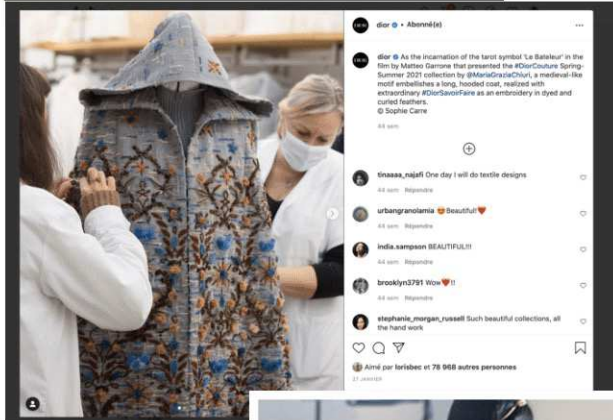 dior • Abonné(e)
dior As the incarnation of the tarot symbol 'Le Bateleur' in the
film by Matteo Garrone that presented the #DiorCouture Spring-
Summer 2021 collection by @MariaGraziaChiuri, a medieval-like
motif embellishes a long, hooded coat, realized with
extraordinary #DiorSavoirFaire as an embroidery in dyed and
curled feathers.
© Sophie Carre
44 sem
tinaaaa_najafi One day I will do textile designs
44 sem Répondre
urbangranolamia 😍Beautiful!❤️
44 sem Répondre
india.sampson BEAUTIFUL!!!
44 sem Répondre
brooklyn3791 Wow❤️!!
44 sem Répondre
stephanie_morgan_russell Such beautiful collections, all
the hand work
Aimé par lorisbec et 78 968 autres personnes
21 JANVIER